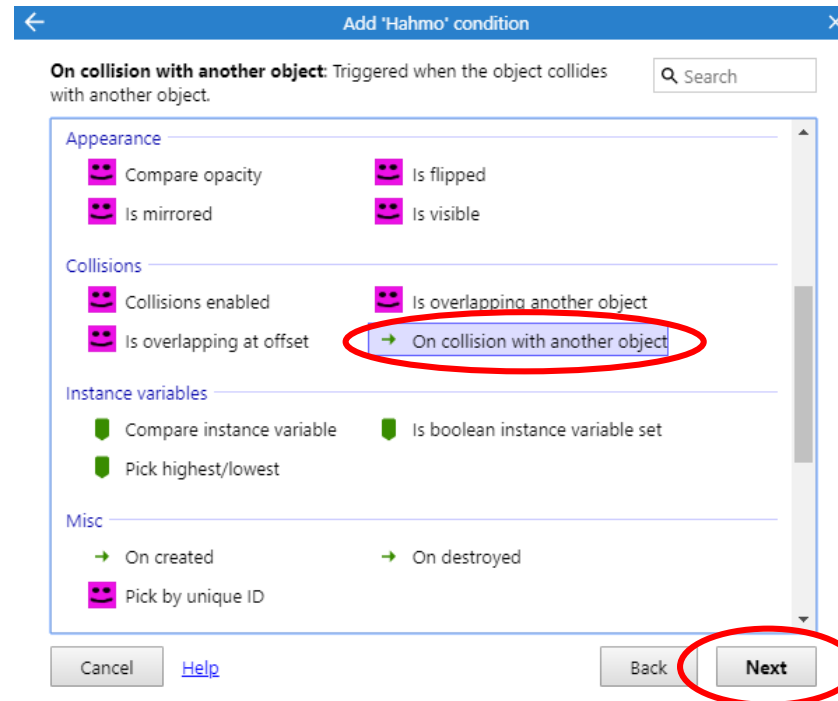 Add 'Hahmo' condition
On collision with another object: Triggered when the object collides
with another object.
Search
Appearance
Compare opacity
Is flipped
Is mirrored
Is visible
Collisions
Collisions enabled
Is overlapping another object
Is overlapping at offset
On collision with another object
Instance variables
Compare instance variable
Is boolean instance variable set
Pick highest/lowest
Misc
On created
On destroyed
Pick by unique ID
Cancel
Help
Back
Next